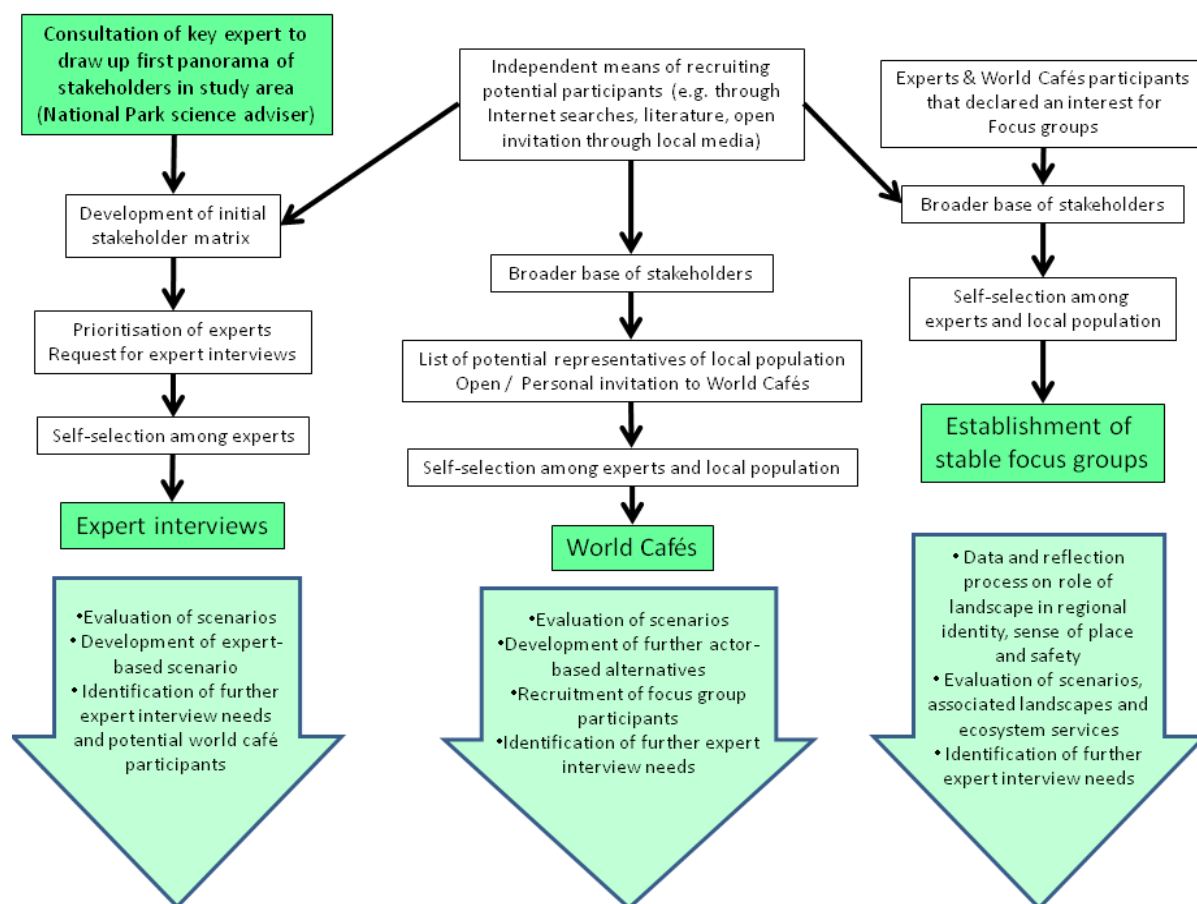 Consultation of key expert to
draw up first panorama of
stakeholders in study area
(National Park science adviser)
Development of initial
stakeholder matrix
Prioritisation of experts
Request for expert interviews
Self-selection among experts
Expert interviews
•Evaluation of scenarios
•Development of expert-
based scenario
•Identification of further
expert interview needs
and potential world café
participants
Independent means of recruiting
potential participants (e.g. through
Internet searches, literature, open
invitation through local media)
Broader base of stakeholders
List of potential representatives of local population
Open / Personal invitation to World Cafés
Self-selection among experts and local population
World Cafés
•Evaluation of scenarios
•Development of further actor-
based alternatives
•Recruitment of focus group
participants
•Identification of further expert
interview needs
Experts & World Cafés participants
that declared an interest for
Focus groups
Broader base of stakeholders
Self-selection among
experts and local population
Establishment of
stable focus groups
•Data and reflection
process on role of
landscape in regional
identity, sense of place
and safety
•Evaluation of scenarios,
associated landscapes and
ecosystem services
•Identification of further
expert interview needs